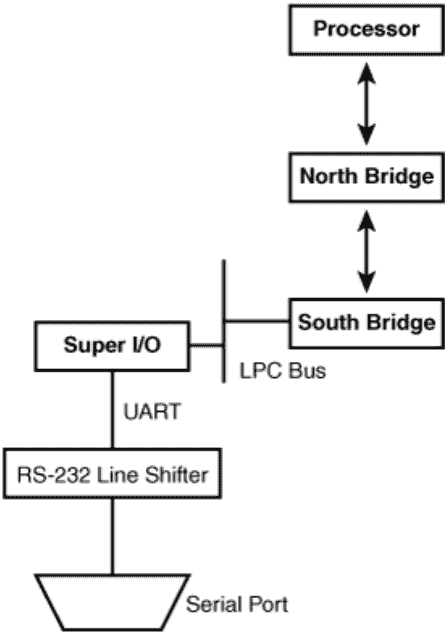 Processor
North Bridge
South Bridge
Super I/O
LPC Bus
UART
RS-232 Line Shifter
Serial Port